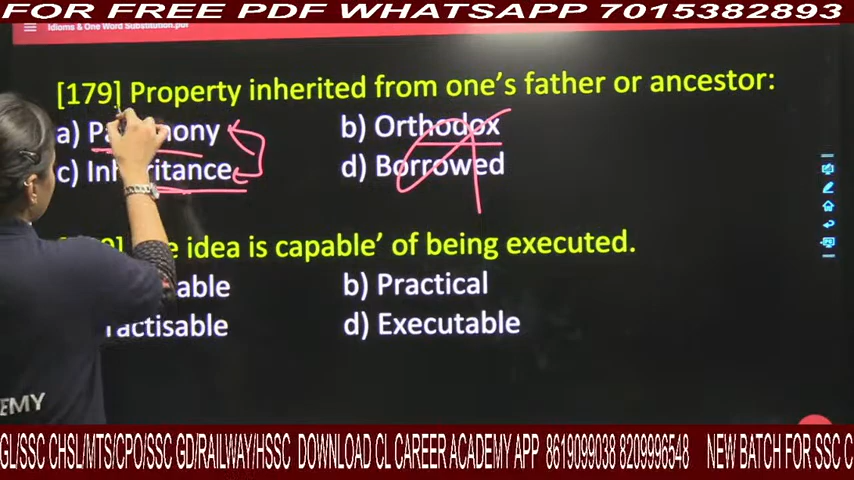 FOR FREE PDF WHATSAPP 7015382893
Idioms & One Word Substitution.pdf
[179] Property inherited from one's father or ancestor:
a) b) Orthodox
c) Inheritance d) Borrowed
idea is capable' of being executed.
b) Practical
d) Executable
GL/SSC CHSL/MTS/CPO/SSC GD/RAILWAY/HSSC DOWNLOAD CL CAREER ACADEMY APP 8619099038 8209996548 NEW BATCH FOR SSC C